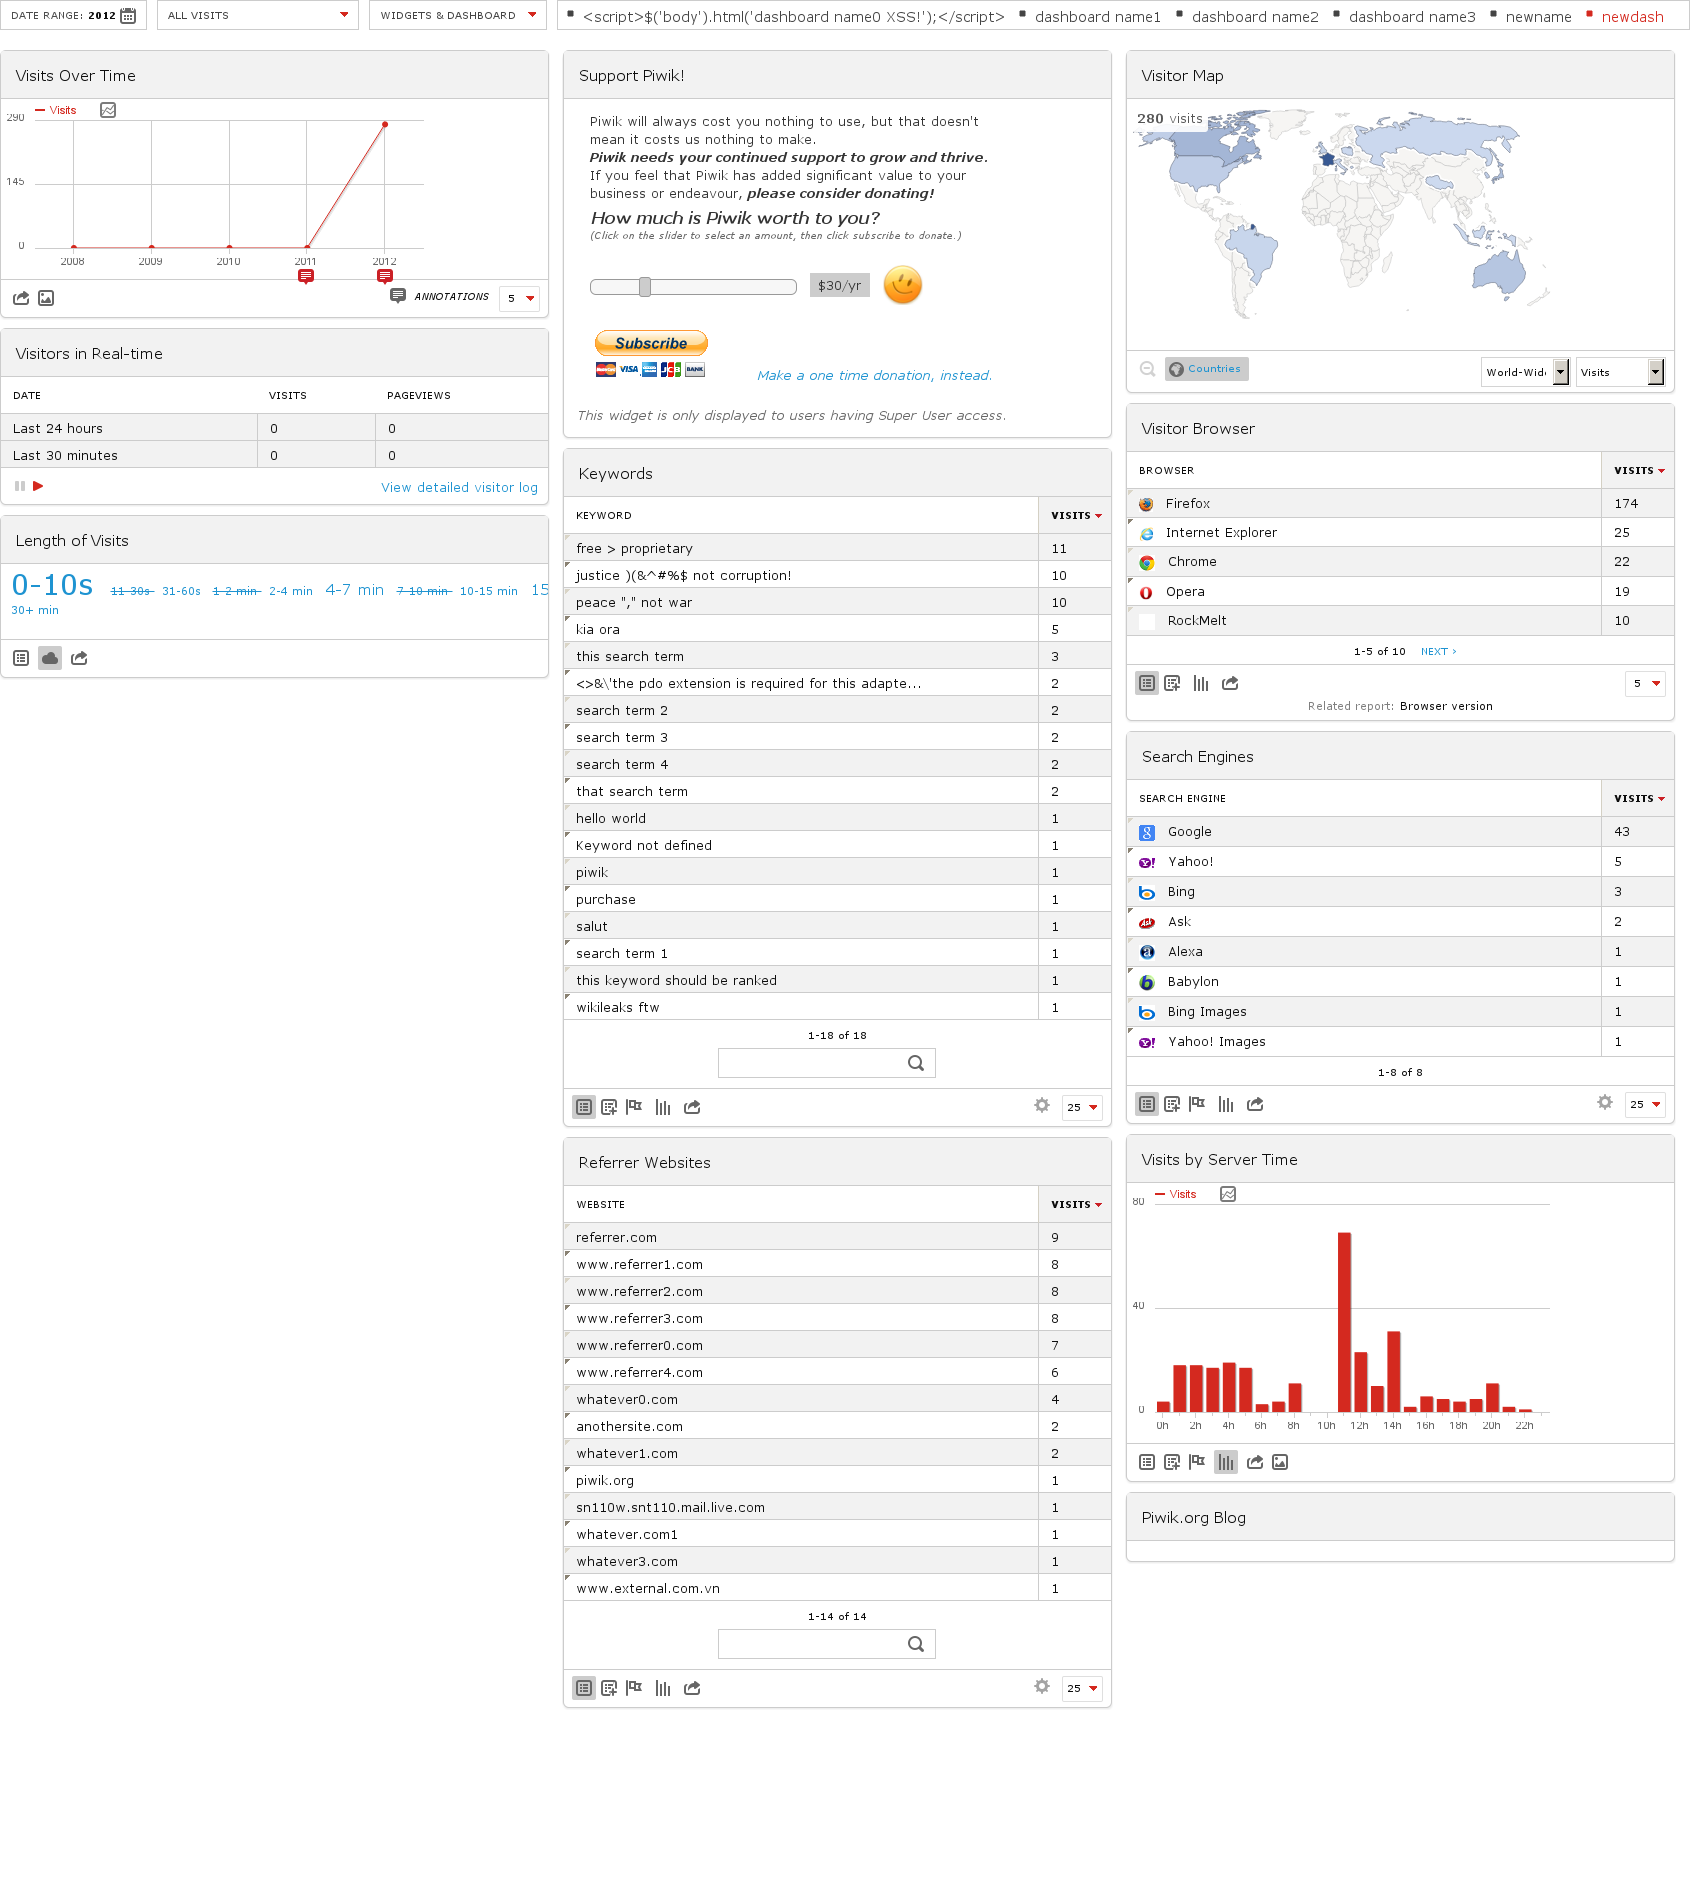 DATE RANGE: 2012
ALL VISITS
WIDGETS & DASHBOARD
<script>$('body').html('dashboard name0 XSS!');</script>
dashboard name1
dashboard name2
dashboard name3
newname
newdash
Visits Over Time
Visits
290
145
0
2008 2009 2010 2011 2012
ANNOTATIONS
5
Visitors in Real-time
DATE VISITS PAGEVIEWS
Last 24 hours 0 0
Last 30 minutes 0 0
View detailed visitor log
Length of Visits
0-10s 11-30s 31-60s 1-2 min 2-4 min 4-7 min 7-10 min 10-15 min 15
30+ min
Support Piwik!
Piwik will always cost you nothing to use, but that doesn't
mean it costs us nothing to make.
Piwik needs your continued support to grow and thrive.
If you feel that Piwik has added significant value to your
business or endeavour, please consider donating!
How much is Piwik worth to you?
(Click on the slider to select an amount, then click subscribe to donate.)
$30/yr
Subscribe
MasterCard VISA JCB BANK
Make a one time donation, instead.
This widget is only displayed to users having Super User access.
Keywords
KEYWORD VISITS
free > proprietary 11
justice )(&^#%$ not corruption! 10
peace "," not war 10
kia ora 5
this search term 3
<>&\'the pdo extension is required for this adapte... 2
search term 2 2
search term 3 2
search term 4 2
that search term 2
hello world 1
Keyword not defined 1
piwik 1
purchase 1
salut 1
search term 1 1
this keyword should be ranked 1
wikileaks ftw 1
1-18 of 18
25
Referrer Websites
WEBSITE VISITS
referrer.com 9
www.referrer1.com 8
www.referrer2.com 8
www.referrer3.com 8
www.referrer0.com 7
www.referrer4.com 6
whatever0.com 4
anothersite.com 2
whatever1.com 2
piwik.org 1
sn110w.snt110.mail.live.com 1
whatever.com1 1
whatever3.com 1
www.external.com.vn 1
1-14 of 14
25
Visitor Map
280 visits
Countries
World-Wide
Visits
Visitor Browser
BROWSER VISITS
Firefox 174
Internet Explorer 25
Chrome 22
Opera 19
RockMelt 10
1-5 of 10 NEXT ›
5
Related report: Browser version
Search Engines
SEARCH ENGINE VISITS
Google 43
Yahoo! 5
Bing 3
Ask 2
Alexa 1
Babylon 1
Bing Images 1
Yahoo! Images 1
1-8 of 8
25
Visits by Server Time
Visits
80
40
0
0h 2h 4h 6h 8h 10h 12h 14h 16h 18h 20h 22h
Piwik.org Blog